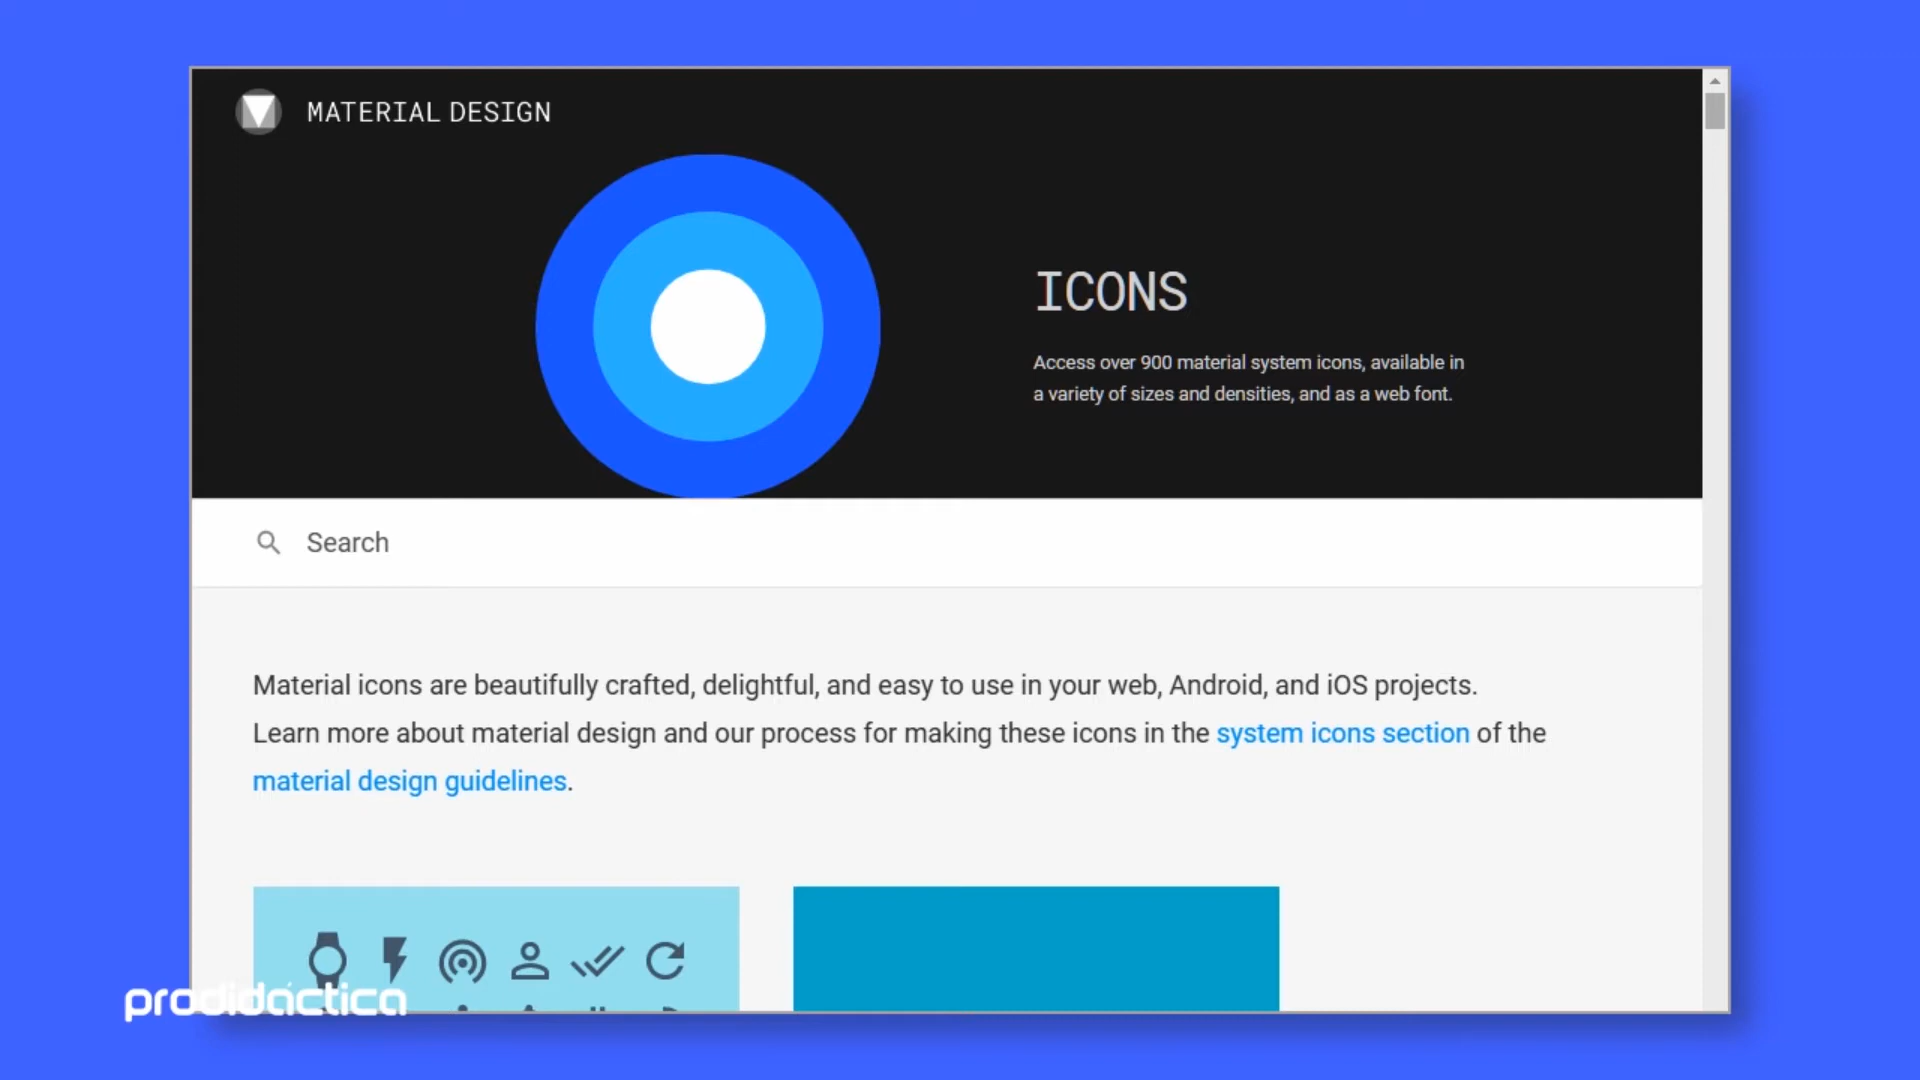 MATERIAL DESIGN
ICONS
Access over 900 material system icons, available in
a variety of sizes and densities, and as a web font.
Search
Material icons are beautifully crafted, delightful, and easy to use in your web, Android, and iOS projects.
Learn more about material design and our process for making these icons in the system icons section of the
material design guidelines.
prodidáctica